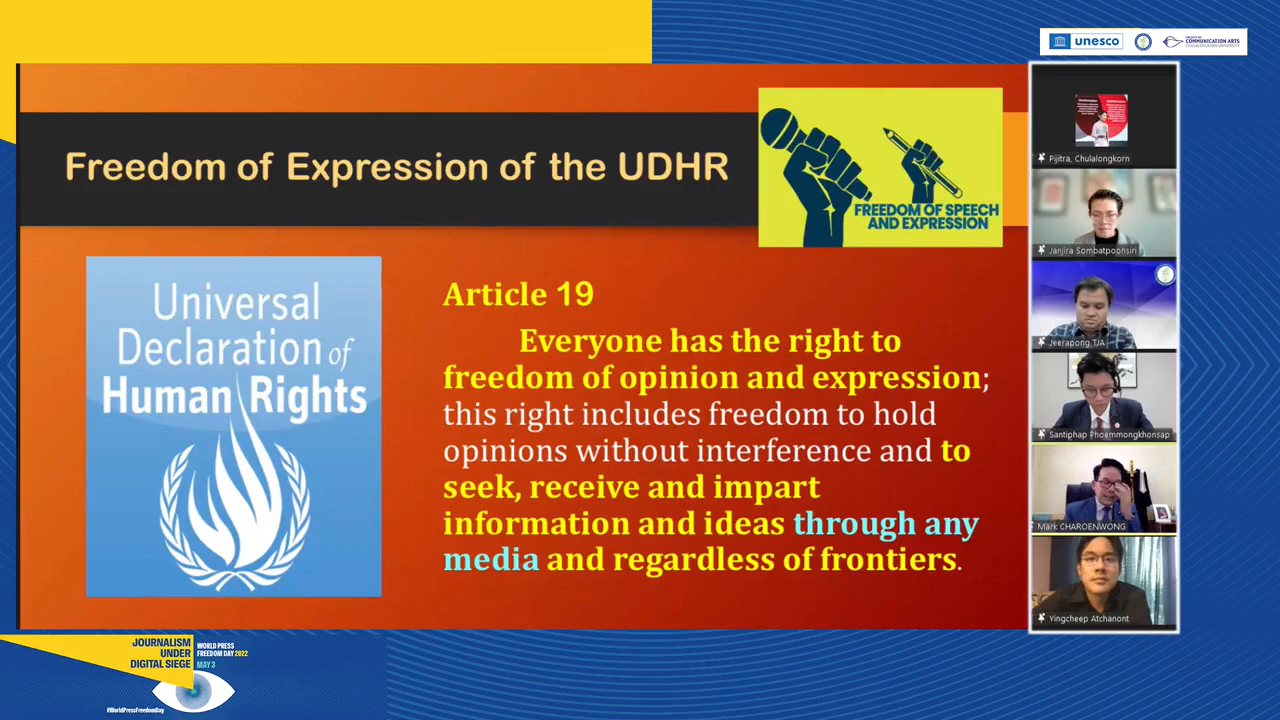 unesco
COMMUNICATION ARTS
CHULALONGKORN UNIVERSITY
Freedom of Expression of the UDHR
FREEDOM OF SPEECH
AND EXPRESSION
Universal
Declaration of
Human Rights
Article 19
Everyone has the right to
freedom of opinion and expression;
this right includes freedom to hold
opinions without interference and to
seek, receive and impart
information and ideas through any
media and regardless of frontiers.
Pijitra, Chulalongkorn
Janjira Sombatpoonsiri
Jeerapong TJA
Santiphap Phoemmongkhonsap
Mark CHAROENWONG
Yingcheep Atchanont
JOURNALISM
UNDER
DIGITAL SIEGE
WORLD PRESS
FREEDOM DAY 2022
MAY 3
#WorldPressFreedomDay